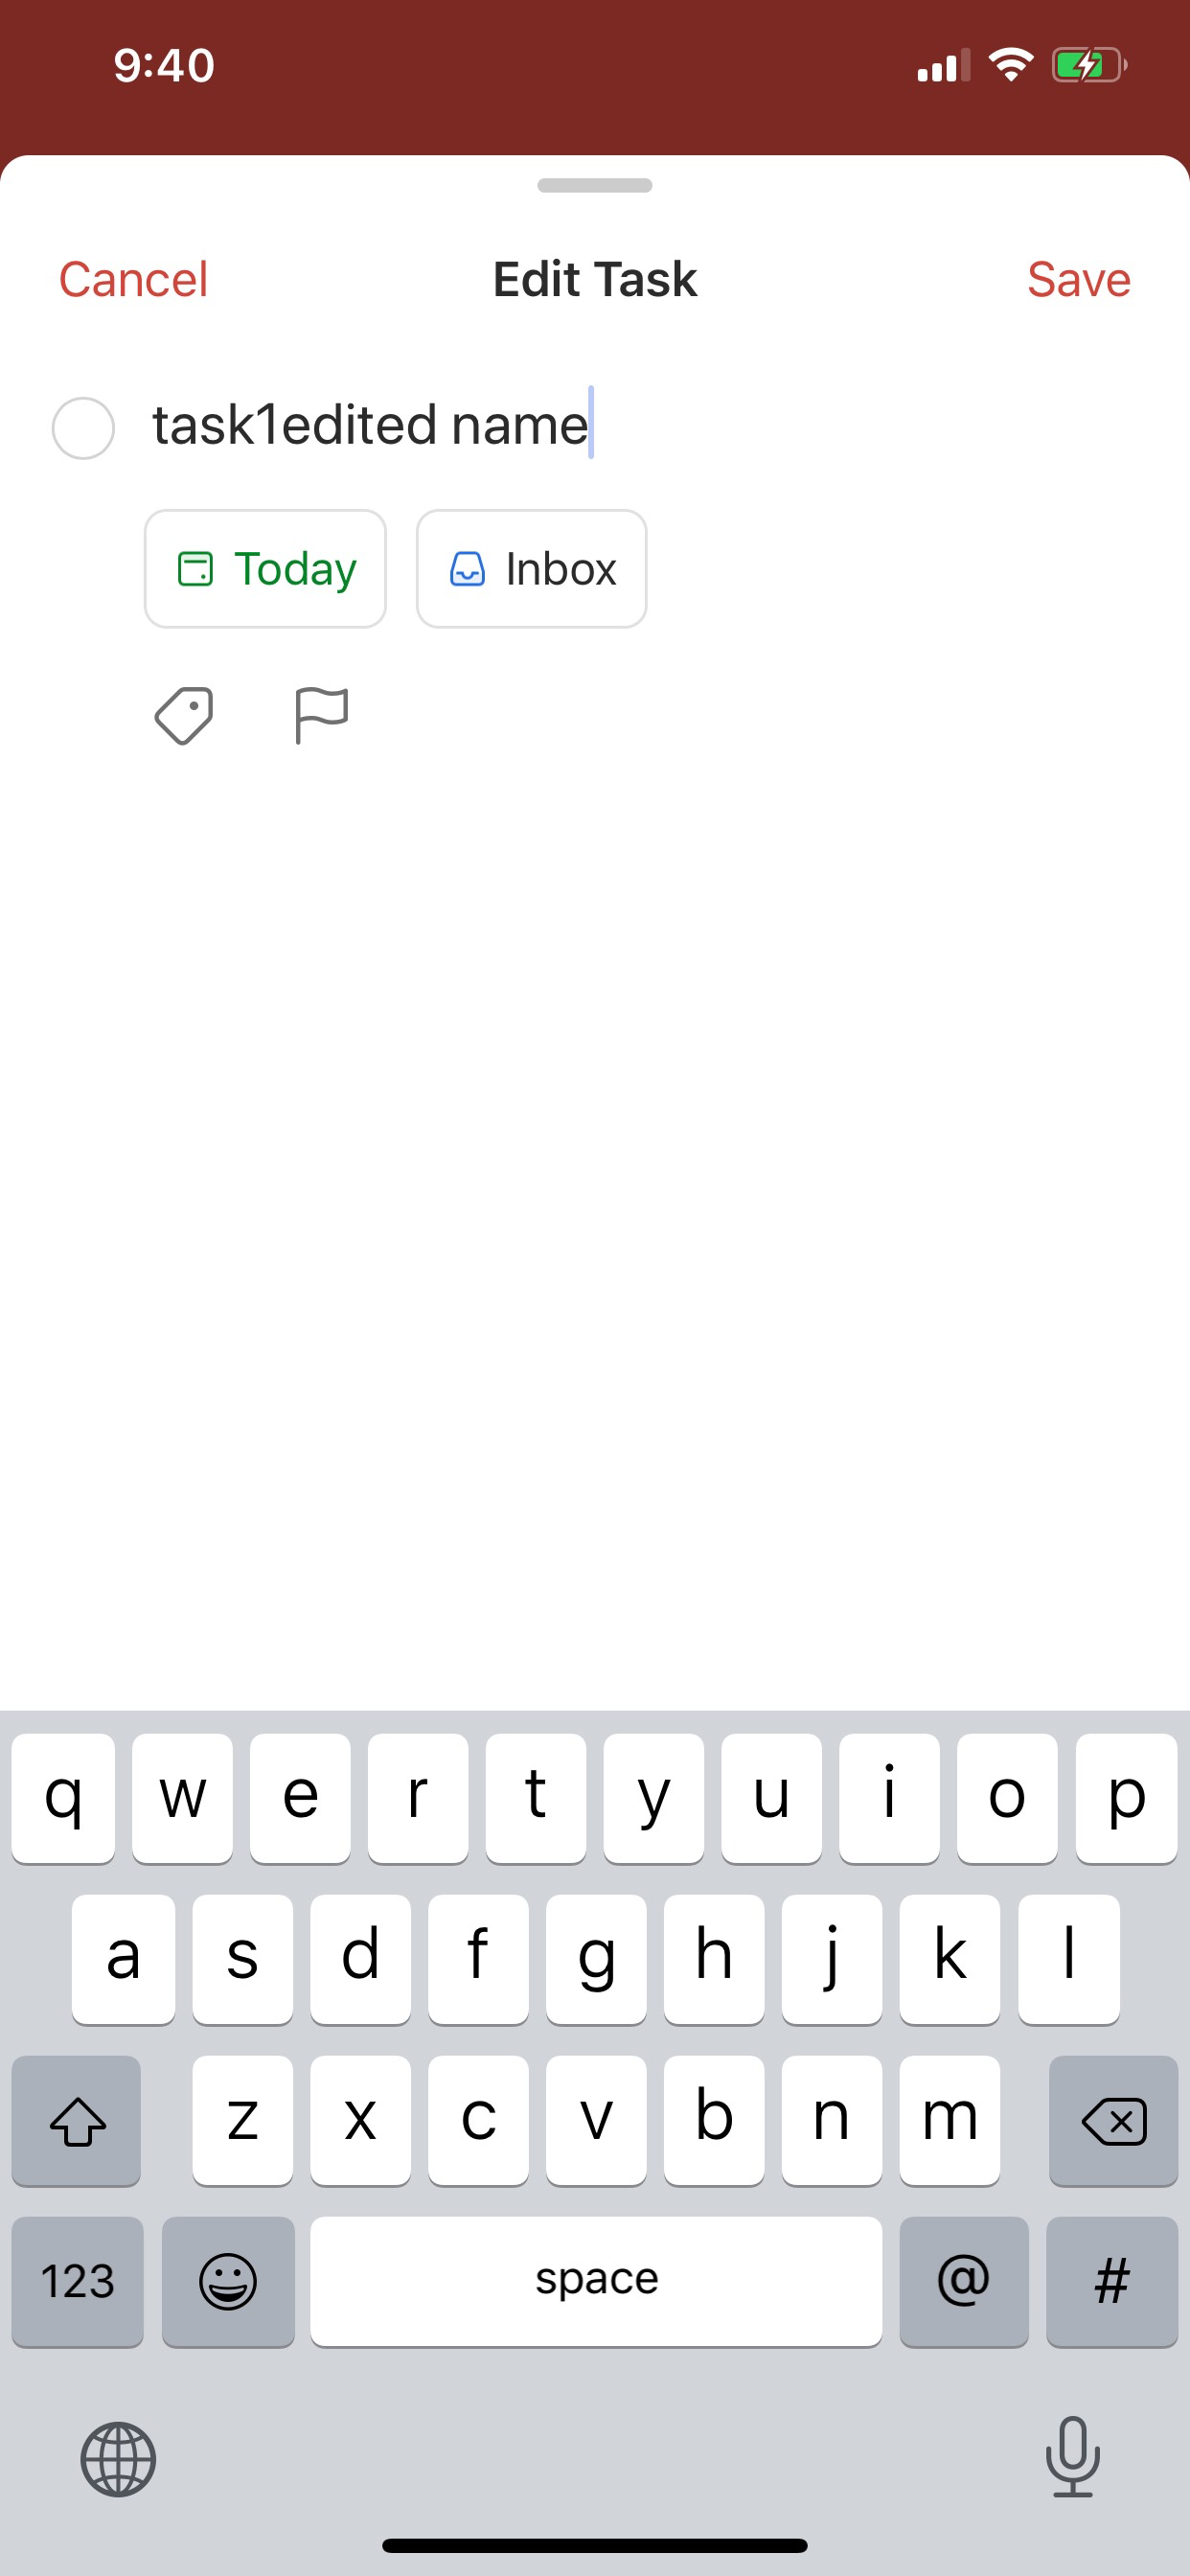 9:40
Cancel Edit Task Save
task1edited name
Today Inbox
q w e r t y u i o p
a s d f g h j k l
z x c v b n m
123 space @ #